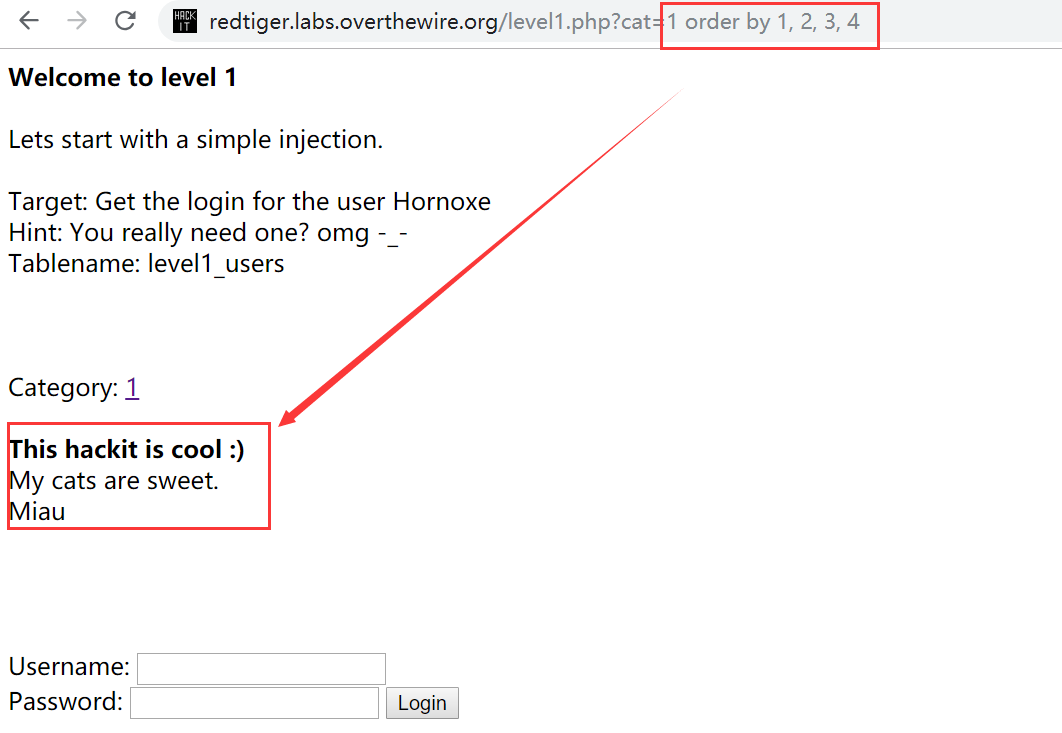 HACK
IT
redtiger.labs.overthewire.org/level1.php?cat=1 order by 1, 2, 3, 4
Welcome to level 1
Lets start with a simple injection.
Target: Get the login for the user Hornoxe
Hint: You really need one? omg -_-
Tablename: level1_users
Category: 1
This hackit is cool :)
My cats are sweet.
Miau
Username:
Password:
Login